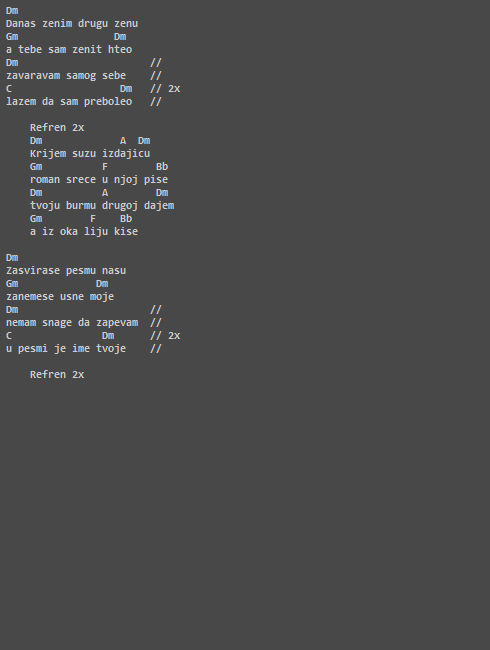 Dm
Danas zenim drugu zenu
Gm                Dm
a tebe sam zenit hteo
Dm                      //
zavaravam samog sebe    //
C                  Dm   // 2x
lazem da sam preboleo   //

    Refren 2x
    Dm             A  Dm
    Krijem suzu izdajicu
    Gm          F        Bb
    roman srece u njoj pise
    Dm          A        Dm
    tvoju burmu drugoj dajem
    Gm        F    Bb
    a iz oka liju kise

Dm
Zasvirase pesmu nasu
Gm             Dm
zanemese usne moje
Dm                      //
nemam snage da zapevam  //
C               Dm      // 2x
u pesmi je ime tvoje    //

    Refren 2x